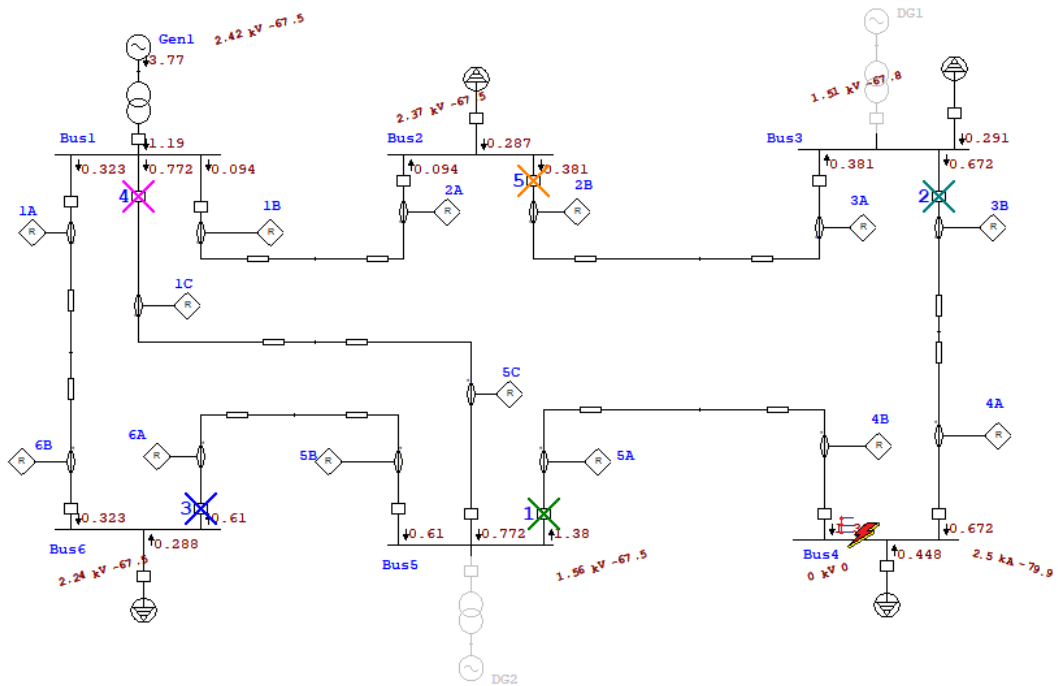 DG1
Gen1
2.42 kV -67.5
3.77
1.51 kV -67.8
2.37 kV -67.5
Bus1
1.19
Bus2
0.287
Bus3
0.291
0.323
0.772
0.094
0.094
0.381
0.381
0.672
4
5
2
1A
R
1B
R
2A
R
2B
R
3A
R
3B
R
1C
R
5C
R
6B
R
6A
R
5B
R
5A
R
4B
R
4A
R
3
1
0.323
0.61
0.61
0.772
1.38
0.672
Bus6
0.288
Bus5
Bus4
0.448
2.24 kV -67.5
1.56 kV -67.5
0 kV 0
2.5 kA -79.9
DG2